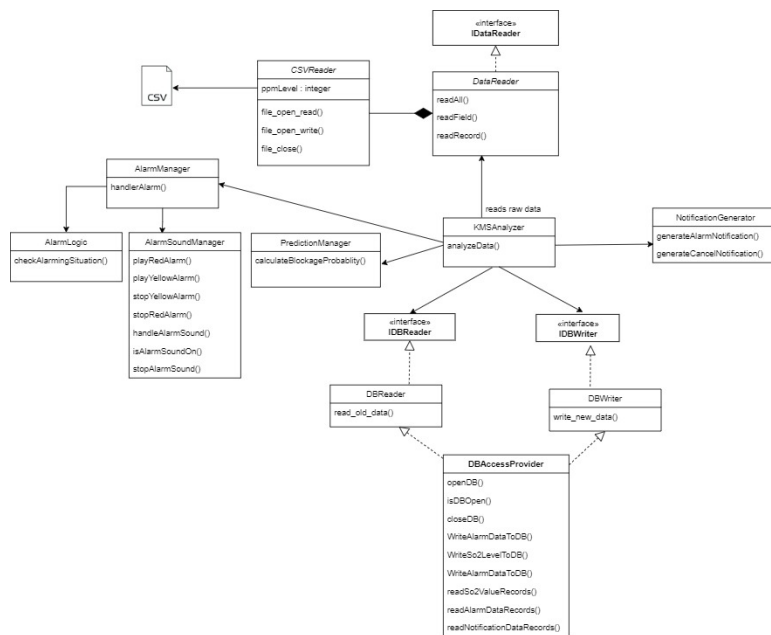 «interface»
IDataReader
CSV
CSVReader
ppmLevel : integer
file_open_read()
file_open_write()
file_close()
DataReader
readAll()
readField()
readRecord()
reads raw data
AlarmManager
handlerAlarm()
AlarmLogic
checkAlarmingSituation()
AlarmSoundManager
playRedAlarm()
playYellowAlarm()
stopYellowAlarm()
stopRedAlarm()
handleAlarmSound()
isAlarmSoundOn()
stopAlarmSound()
PredictionManager
calculateBlockageProbablity()
KMSAnalyzer
analyzeData()
NotificationGenerator
generateAlarmNotification()
generateCancelNotification()
«interface»
IDBReader
«interface»
IDBWriter
DBReader
read_old_data()
DBWriter
write_new_data()
DBAccessProvider
openDB()
isDBOpen()
closeDB()
WriteAlarmDataToDB()
WriteSo2LevelToDB()
WriteAlarmDataToDB()
readSo2ValueRecords()
readAlarmDataRecords()
readNotificationDataRecords()